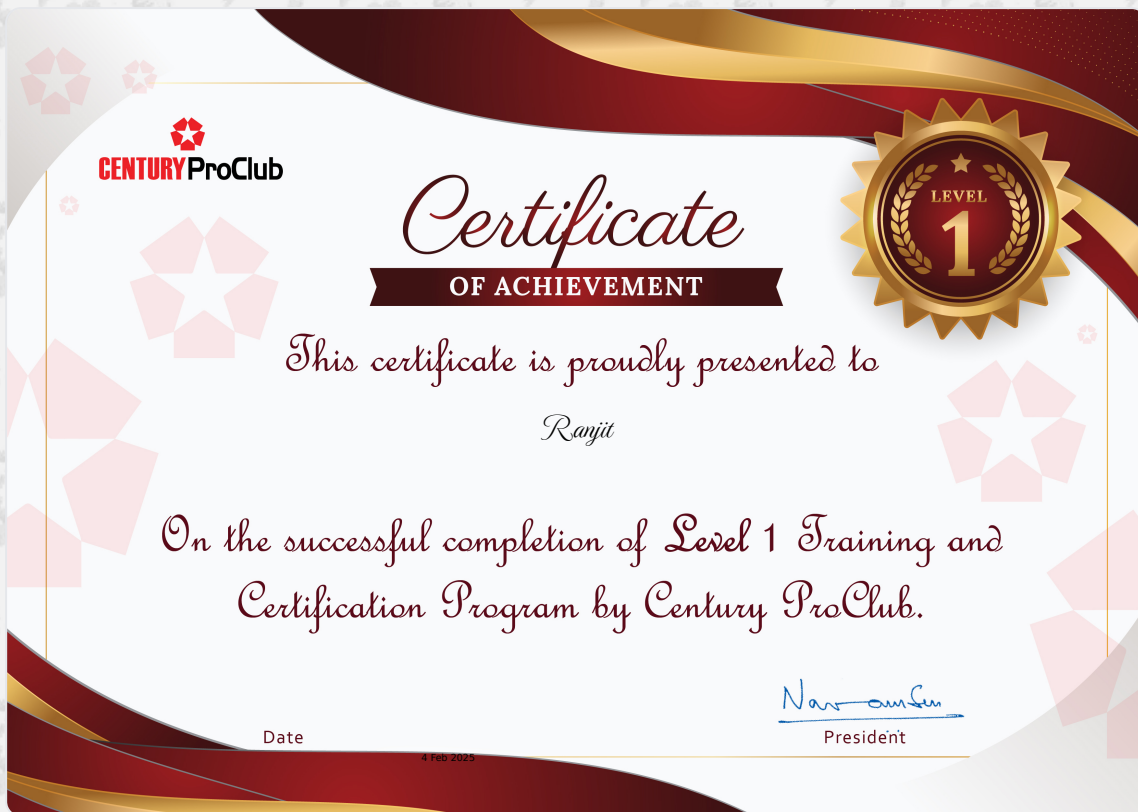 CENTURY ProClub
LEVEL
1
Certificate
OF ACHIEVEMENT
This certificate is proudly presented to
Ranjit
On the successful completion of Level 1 Training and
Certification Program by Century ProClub.
Date
President
4 Feb 2025